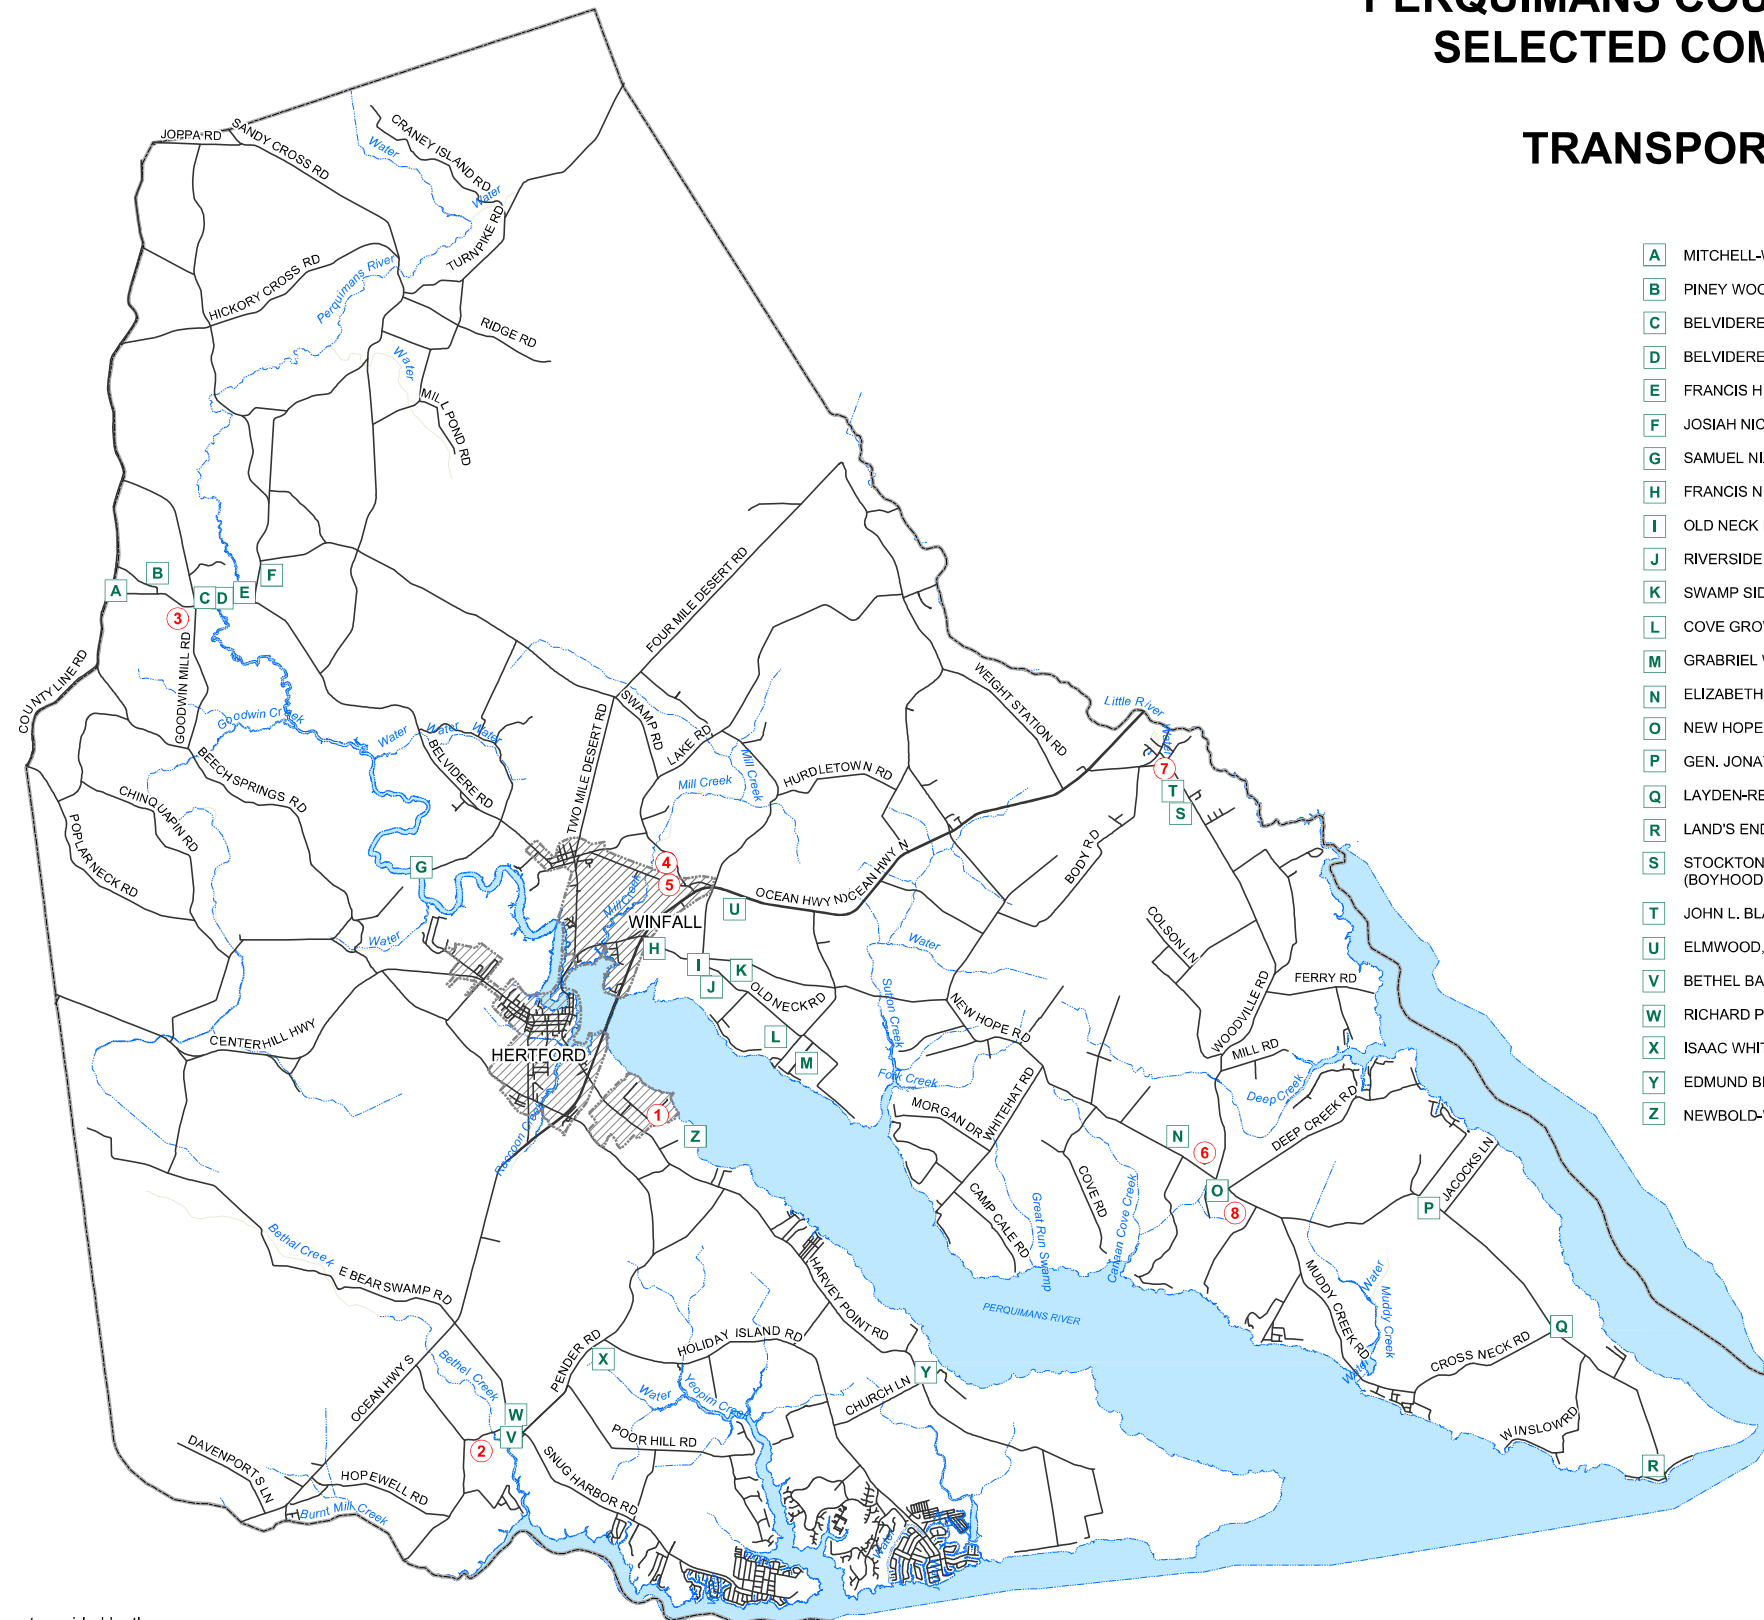 SELECTED COM
TRANSPOR
A MITCHELL-
B PINEY WOO
C BELVIDERE
D BELVIDERE
E FRANCIS H
F JOSIAH NIC
G SAMUEL NI
H FRANCIS N
I OLD NECK
J RIVERSIDE
K SWAMP SID
L COVE GRO
M GRABRIEL
N ELIZABETH
O NEW HOPE
P GEN. JONA
Q LAYDEN-RE
R LAND'S END
S STOCKTON
(BOYHOOD
T JOHN L. BLA
U ELMWOOD,
V BETHEL BA
W RICHARD P
X ISAAC WHI
Y EDMUND B
Z NEWBOLD-
JOPPA RD
SANDY CROSS RD
CRANEY ISLAND RD
Water
Water
TURNPIKE RD
HICKORY CROSS RD
Perquimans River
RIDGE RD
Water
MILL POND RD
FOUR MILE DESERT RD
A
B
C
D
E
F
3
GOODWIN MILL RD
COUNTY LINE RD
Goodwin Creek
Water
Water
Water
BELVIDERE RD
TWO MILE DESERT RD
SWAMP RD
LAKE RD
Mill Creek
Mill Creek
HURDLETOWN RD
WEIGHT STATION RD
Little River
Water
7
T
S
BEECH SPRINGS RD
CHINQUAPIN RD
POPLAR NECK RD
G
4
5
Mill Creek
WINFALL
OCEAN HWY N
OCEAN HWY N
U
BODY RD
COLSON LN
Water
Water
H
I
J
K
OLD NECK RD
Sutton Creek
NEW HOPE RD
WOODVILLE RD
FERRY RD
MILL RD
Deep Creek
DEEP CREEK RD
CENTERHILL HWY
HERTFORD
L
M
Fork Creek
MORGAN DR
WHITEHAT RD
1
Z
Raccoon Creek
N
6
O
8
COVE RD
Canaan Cove Creek
Great Run Swamp
CAMP CALE RD
P
JACOCKS LN
Bethal Creek
E BEAR SWAMP RD
HARVEY POINT RD
PERQUIMANS RIVER
MUDDY CREEK RD
Water
Muddy Creek
Water
Q
CROSS NECK RD
WINSLOW RD
R
OCEAN HWY S
Bethel Creek
PENDER RD
X
HOLIDAY ISLAND RD
Water
Yeopim Creek
Y
CHURCH LN
W
V
2
POOR HILL RD
SNUG HARBOR RD
DAVENPORTS LN
HOPEWELL RD
Burnt Mill Creek
Water